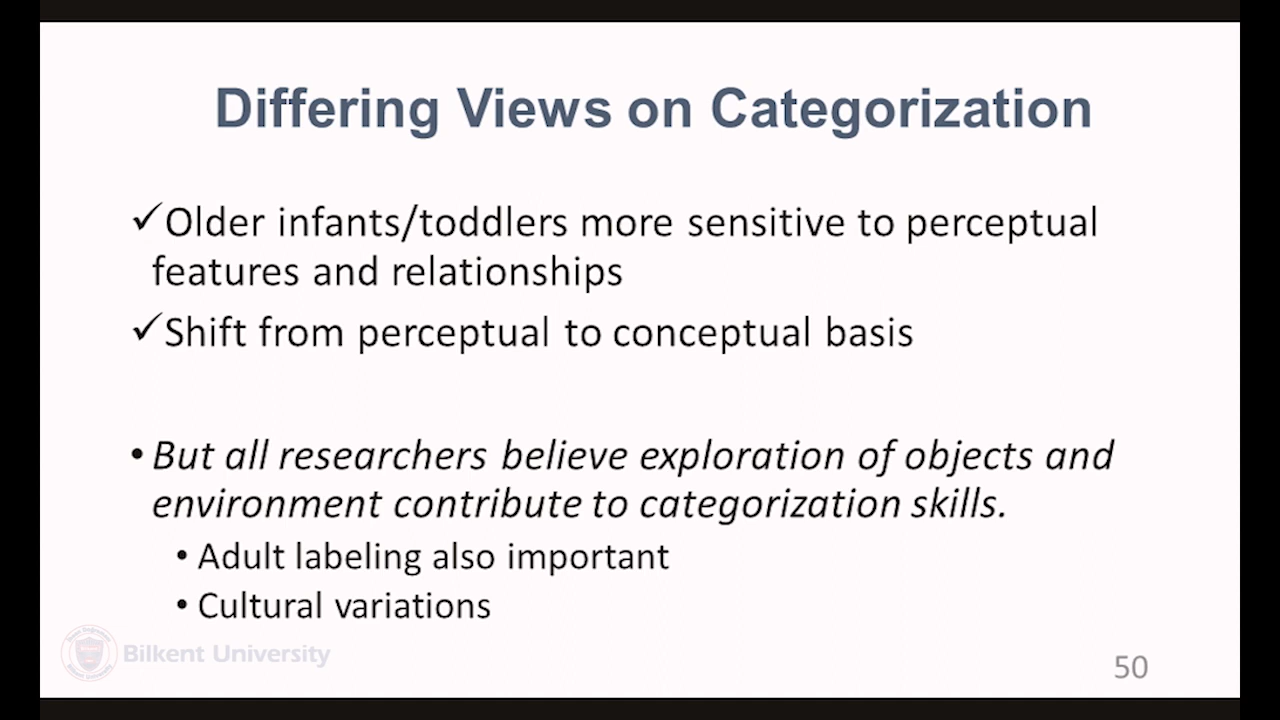 Differing Views on Categorization
✓Older infants/toddlers more sensitive to perceptual
features and relationships
✓Shift from perceptual to conceptual basis
• But all researchers believe exploration of objects and
environment contribute to categorization skills.
• Adult labeling also important
• Cultural variations
Bilkent University
50